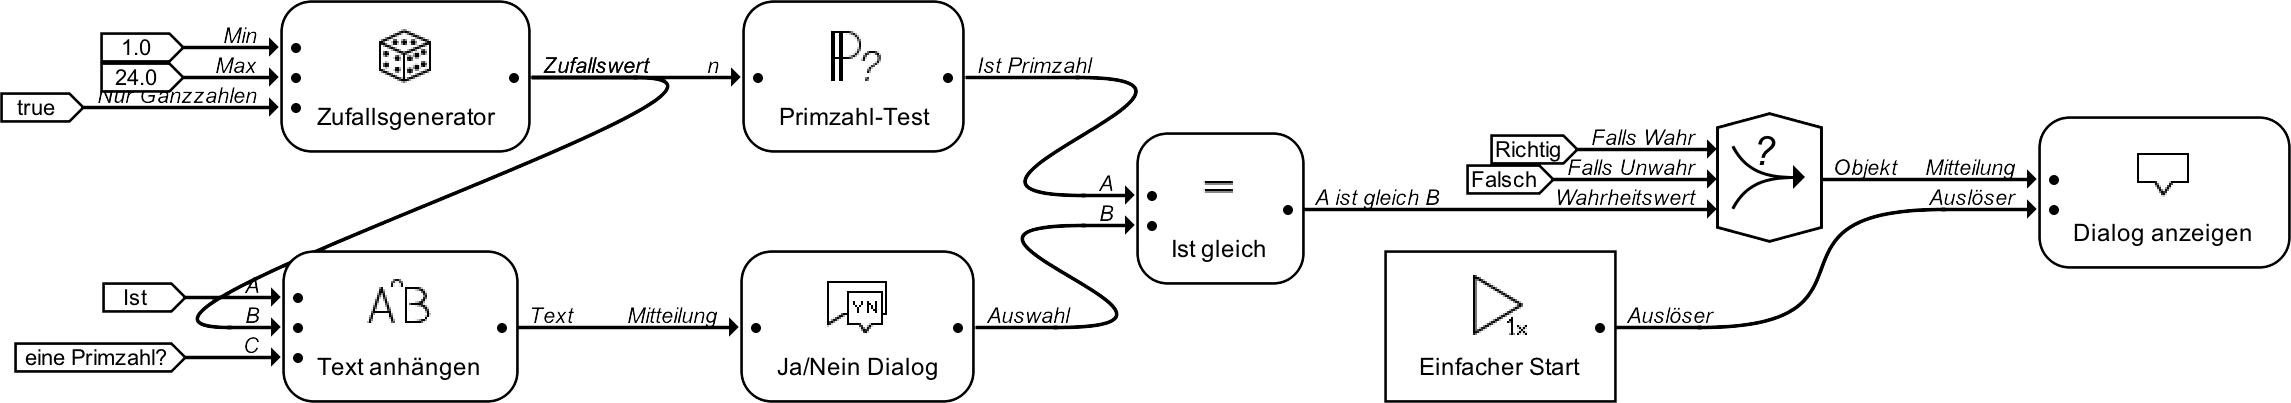 1.0
Min
24.0
Max
true
Nur Ganzzahlen
Zufallsgenerator
Zufallswert
n
ℙ?
Primzahl-Test
Ist Primzahl
Ist
A
B
eine Primzahl?
C
A^B
Text anhängen
Text
Mitteilung
YN
Ja/Nein Dialog
Auswahl
A
B
=
Ist gleich
A ist gleich B
Richtig
Falls Wahr
Falsch
Falls Unwahr
Wahrheitswert
?
Objekt
Mitteilung
Auslöser
Dialog anzeigen
1x
Einfacher Start
Auslöser